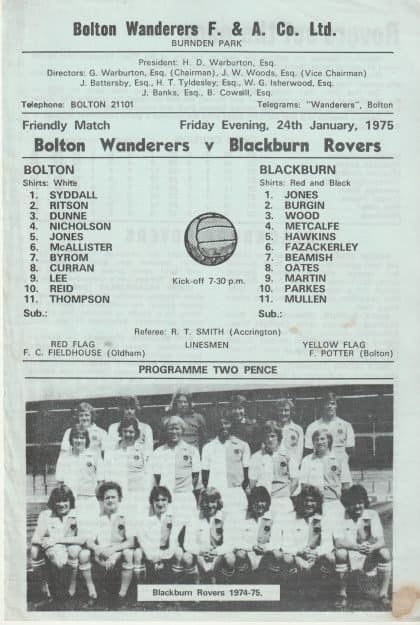 Bolton Wanderers F. & A. Co. Ltd.
BURNDEN PARK
President: H. D. Warburton, Esq.
Directors: G. Warburton, Esq. (Chairman), J. W. Woods, Esq. (Vice Chairman)
J. Battersby, Esq., H. Tyldesley, Esq., W. G. Isherwood, Esq.
J. Banks, Esq., B. Cowsill, Esq.
Telephone: BOLTON 21101 Telegrams: "Wanderers", Bolton
Friendly Match Friday Evening, 24th January, 1975
Bolton Wanderers v Blackburn Rovers
BOLTON
Shirts: White
1. SYDDALL
2. RITSON
3. DUNNE
4. NICHOLSON
5. JONES
6. McALLISTER
7. BYROM
8. CURRAN
9. LEE
10. REID
11. THOMPSON
Sub.:
Kick-off 7-30 p.m.
BLACKBURN
Shirts: Red and Black
1. JONES
2. BURGIN
3. WOOD
4. METCALFE
5. HAWKINS
6. FAZACKERLEY
7. BEAMISH
8. OATES
9. MARTIN
10. PARKES
11. MULLEN
Sub.:
Referee: R. T. SMITH (Accrington)
RED FLAG LINESMEN YELLOW FLAG
F. C. FIELDHOUSE (Oldham) F. POTTER (Bolton)
PROGRAMME TWO PENCE
Blackburn Rovers 1974-75.